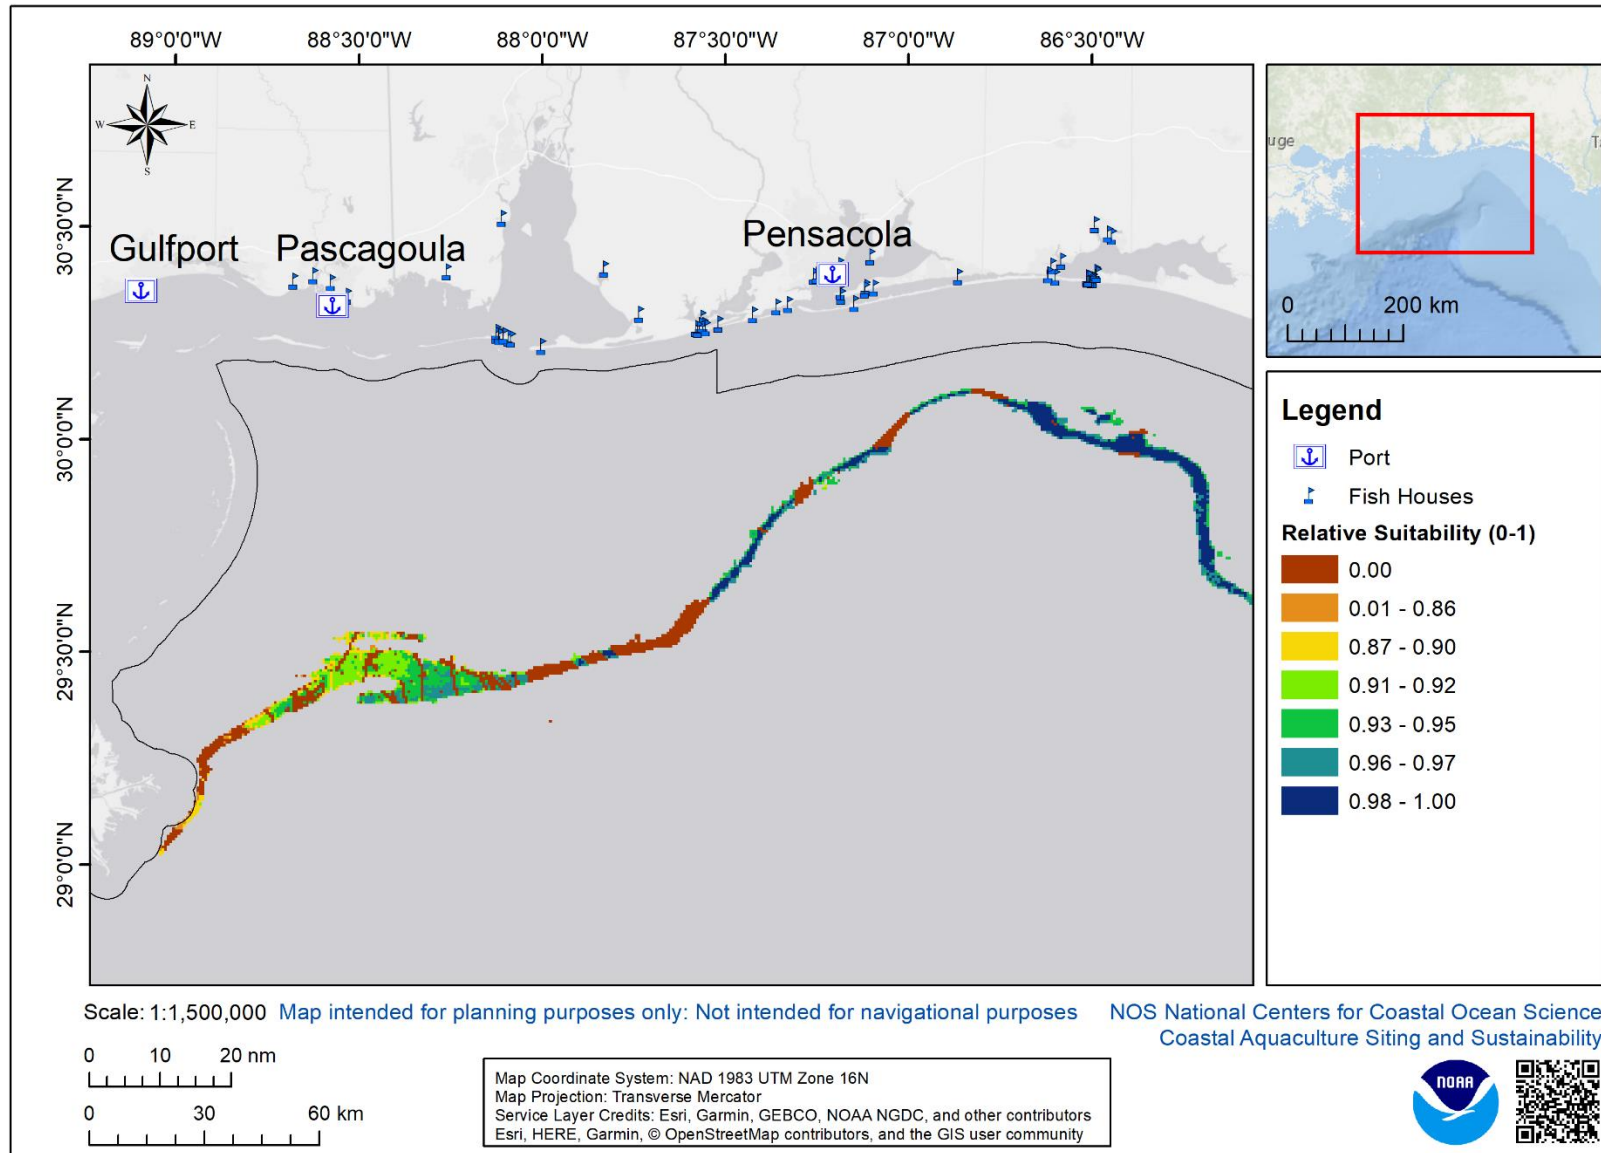 89°0'0"W 88°30'0"W 88°0'0"W 87°30'0"W 87°0'0"W 86°30'0"W
N
W E
S
30°30'0"N
30°0'0"N
29°30'0"N
29°0'0"N
Gulfport Pascagoula Pensacola
uge Ta
0 200 km
Legend
Port
Fish Houses
Relative Suitability (0-1)
0.00
0.01 - 0.86
0.87 - 0.90
0.91 - 0.92
0.93 - 0.95
0.96 - 0.97
0.98 - 1.00
Scale: 1:1,500,000 Map intended for planning purposes only: Not intended for navigational purposes
NOS National Centers for Coastal Ocean Science
Coastal Aquaculture Siting and Sustainability
0 10 20 nm
0 30 60 km
Map Coordinate System: NAD 1983 UTM Zone 16N
Map Projection: Transverse Mercator
Service Layer Credits: Esri, Garmin, GEBCO, NOAA NGDC, and other contributors
Esri, HERE, Garmin, © OpenStreetMap contributors, and the GIS user community
NOAA